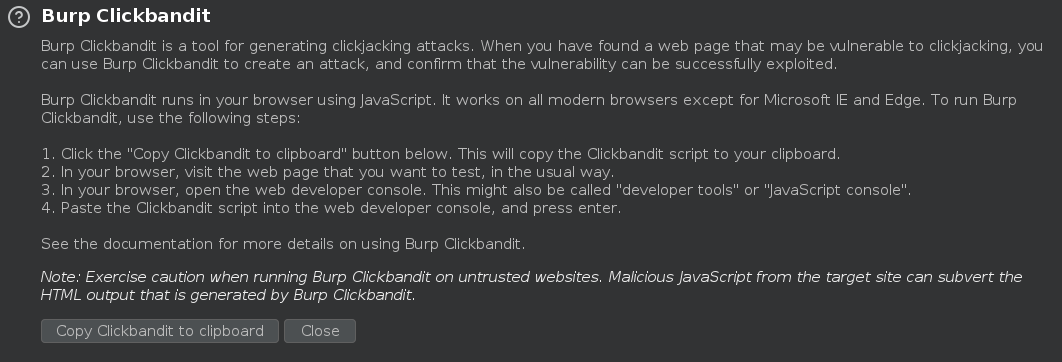 Burp Clickbandit
Burp Clickbandit is a tool for generating clickjacking attacks. When you have found a web page that may be vulnerable to clickjacking, you
can use Burp Clickbandit to create an attack, and confirm that the vulnerability can be successfully exploited.
Burp Clickbandit runs in your browser using JavaScript. It works on all modern browsers except for Microsoft IE and Edge. To run Burp
Clickbandit, use the following steps:
1. Click the "Copy Clickbandit to clipboard" button below. This will copy the Clickbandit script to your clipboard.
2. In your browser, visit the web page that you want to test, in the usual way.
3. In your browser, open the web developer console. This might also be called "developer tools" or "JavaScript console".
4. Paste the Clickbandit script into the web developer console, and press enter.
See the documentation for more details on using Burp Clickbandit.
Note: Exercise caution when running Burp Clickbandit on untrusted websites. Malicious JavaScript from the target site can subvert the
HTML output that is generated by Burp Clickbandit.
Copy Clickbandit to clipboard Close